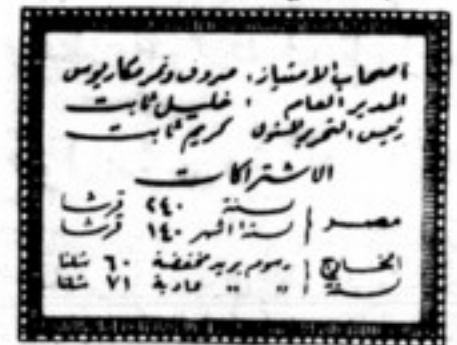 اصحاب الامتياز: صروف ونمر ومكاريوس
المدير العام : خليل ثابت
رئيس التحرير المسئول كريم ثابت
الاشتراكات
مصر | سنة ٢٤٠ قرشا
ستة اشهر ١٤٠ قرشا
الخارج سنة | رسوم بريد مخفضة ٦٠ شلنا
" " عادية ٧١ شلنا